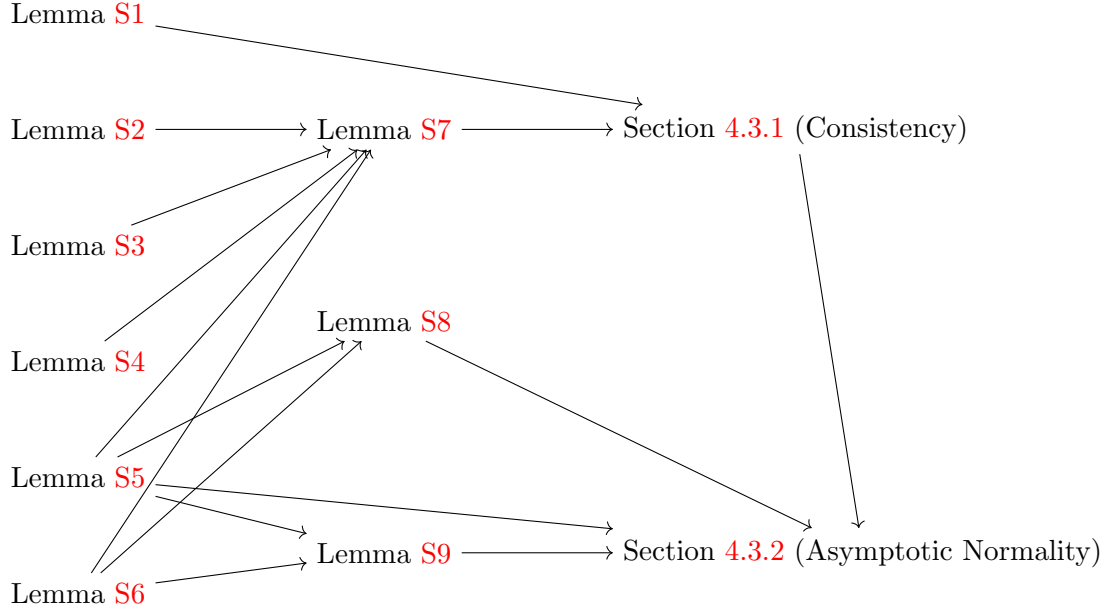 Lemma S1
Lemma S2
Lemma S7
Section 4.3.1 (Consistency)
Lemma S3
Lemma S8
Lemma S4
Lemma S5
Lemma S9
Section 4.3.2 (Asymptotic Normality)
Lemma S6